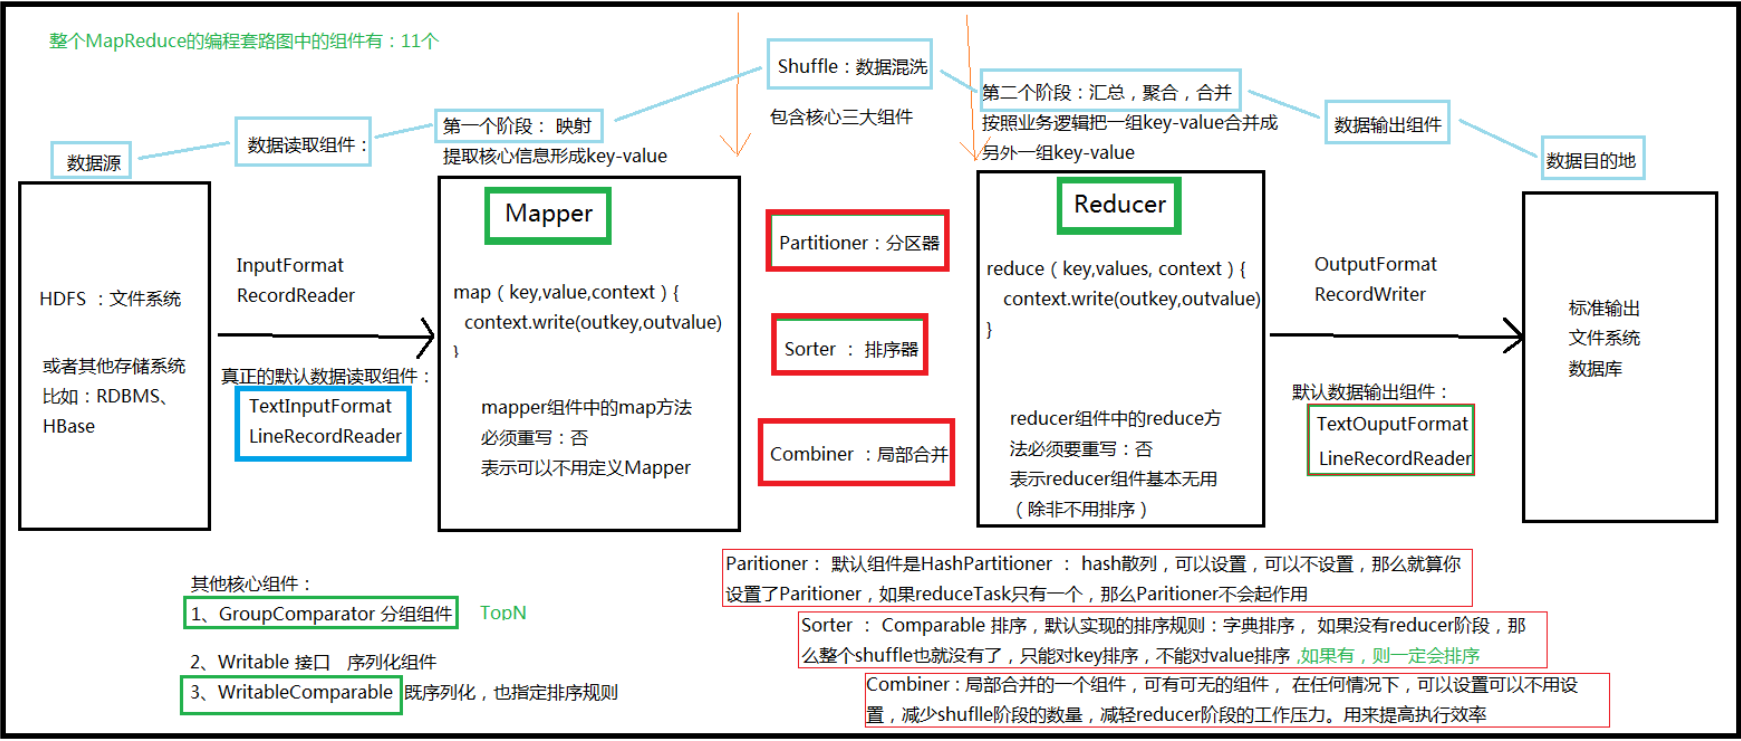 整个MapReduce的编程套路图中的组件有：11个
数据源
HDFS ：文件系统
或者其他存储系统
比如：RDBMS、
HBase
数据读取组件：
InputFormat
RecordReader
真正的默认数据读取组件：
TextInputFormat
LineRecordReader
第一个阶段： 映射
提取核心信息形成key-value
Mapper
map（key,value,context）{
context.write(outkey,outvalue)
}
mapper组件中的map方法
必须重写：否
表示可以不用定义Mapper
Shuffle：数据混洗
包含核心三大组件
Partitioner：分区器
Sorter ： 排序器
Combiner ：局部合并
第二个阶段：汇总，聚合，合并
按照业务逻辑把一组key-value合并成
另外一组key-value
Reducer
reduce（key,values, context）{
context.write(outkey,outvalue)
}
reducer组件中的reduce方
法必须要重写：否
表示reducer组件基本无用
（除非不用排序）
数据输出组件
OutputFormat
RecordWriter
默认数据输出组件：
TextOuputFormat
LineRecordReader
数据目的地
标准输出
文件系统
数据库
其他核心组件：
1、GroupComparator 分组组件 TopN
2、Writable 接口 序列化组件
3、WritableComparable 既序列化，也指定排序规则
Paritioner： 默认组件是HashPartitioner ： hash散列，可以设置，可以不设置，那么就算你
设置了Paritioner，如果reduceTask只有一个，那么Paritioner不会起作用
Sorter ： Comparable 排序，默认实现的排序规则：字典排序， 如果没有reducer阶段，那
么整个shuffle也就没有了，只能对key排序，不能对value排序 ,如果有，则一定会排序
Combiner：局部合并的一个组件，可有可无的组件， 在任何情况下，可以设置可以不用设
置，减少shuflle阶段的数量，减轻reducer阶段的工作压力。用来提高执行效率